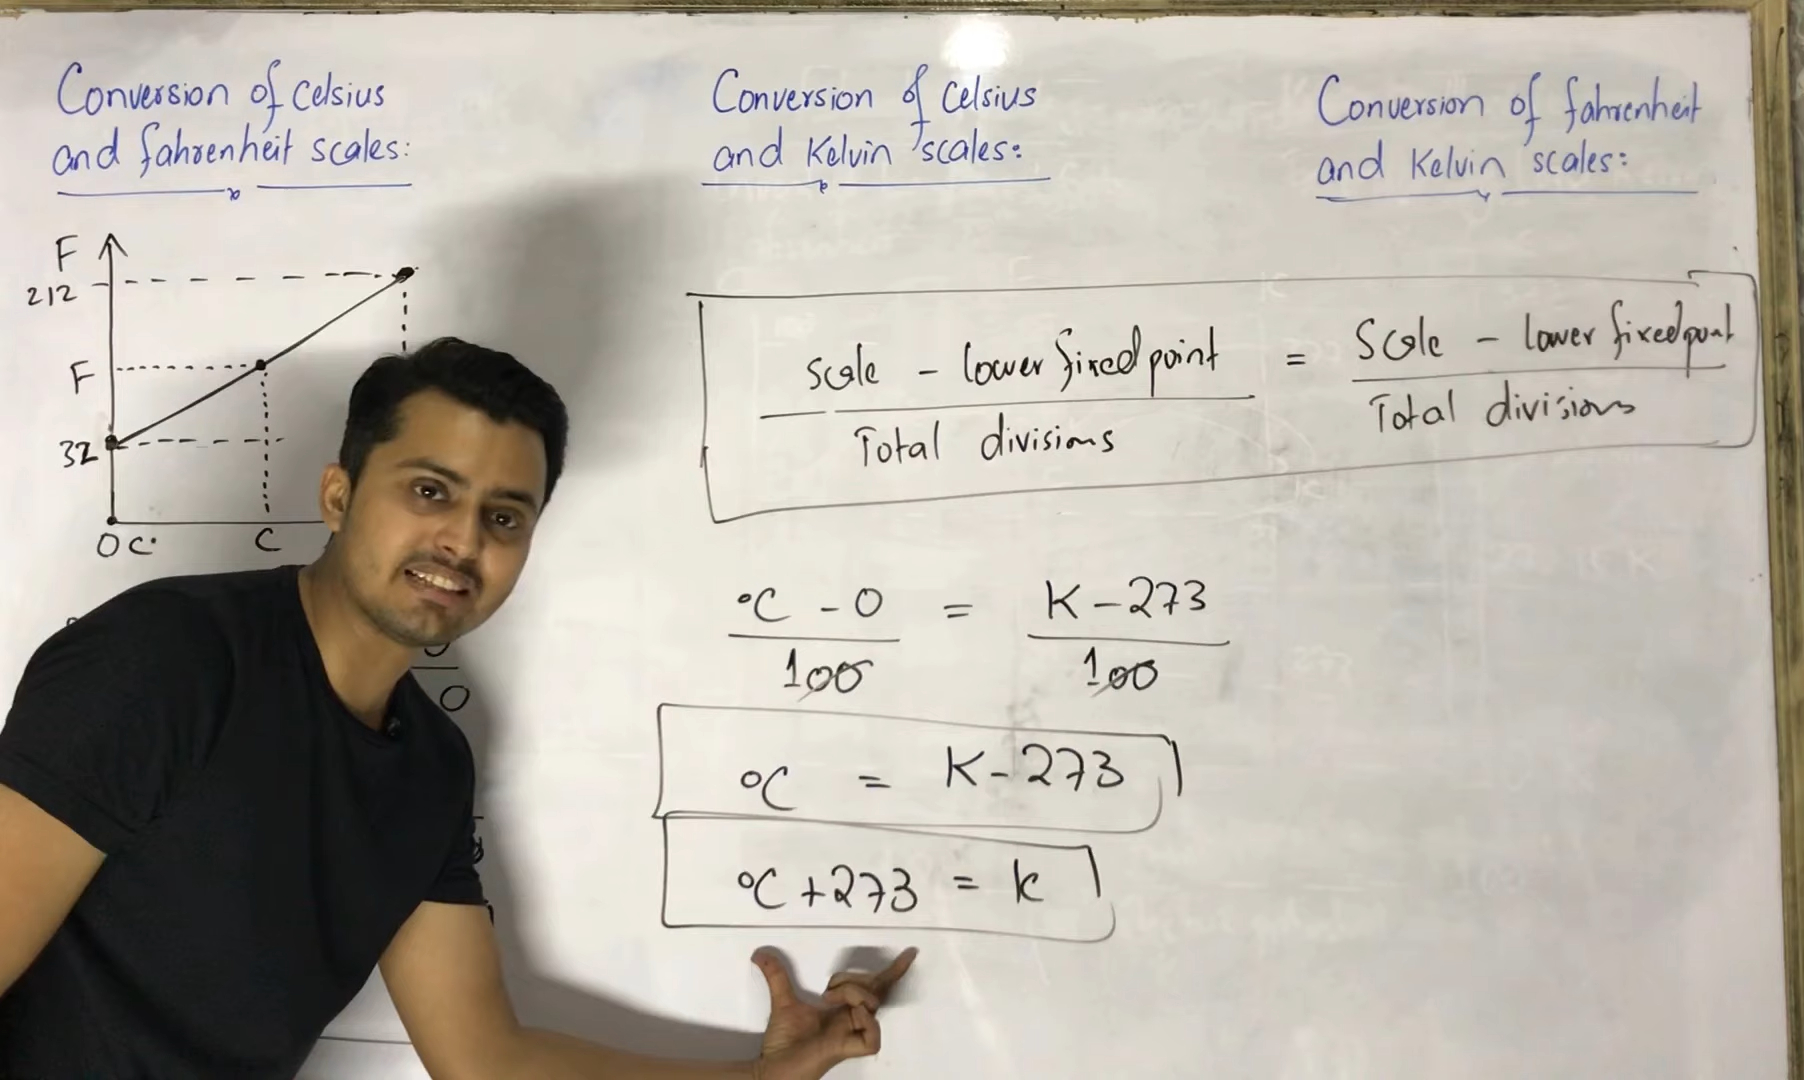 Conversion of Celsius
and fahrenheit scales:
F
212
F
32
0 C
C
0
Conversion of Celsius
and Kelvin scales:
Scale - lower fixed point = Scale - lower fixed point
Total divisions Total divisions
°C - 0 = K - 273
100 100
°C = K - 273
°C + 273 = k
Conversion of fahrenheit
and Kelvin scales: